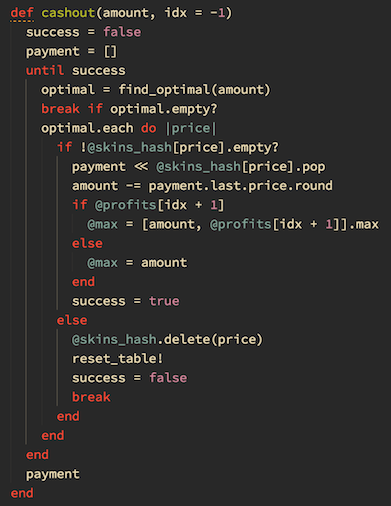 def cashout(amount, idx = -1)
  success = false
  payment = []
  until success
    optimal = find_optimal(amount)
    break if optimal.empty?
    optimal.each do |price|
      if !@skins_hash[price].empty?
        payment << @skins_hash[price].pop
        amount -= payment.last.price.round
        if @profits[idx + 1]
          @max = [amount, @profits[idx + 1]].max
        else
          @max = amount
        end
        success = true
      else
        @skins_hash.delete(price)
        reset_table!
        success = false
        break
      end
    end
  end
  payment
end